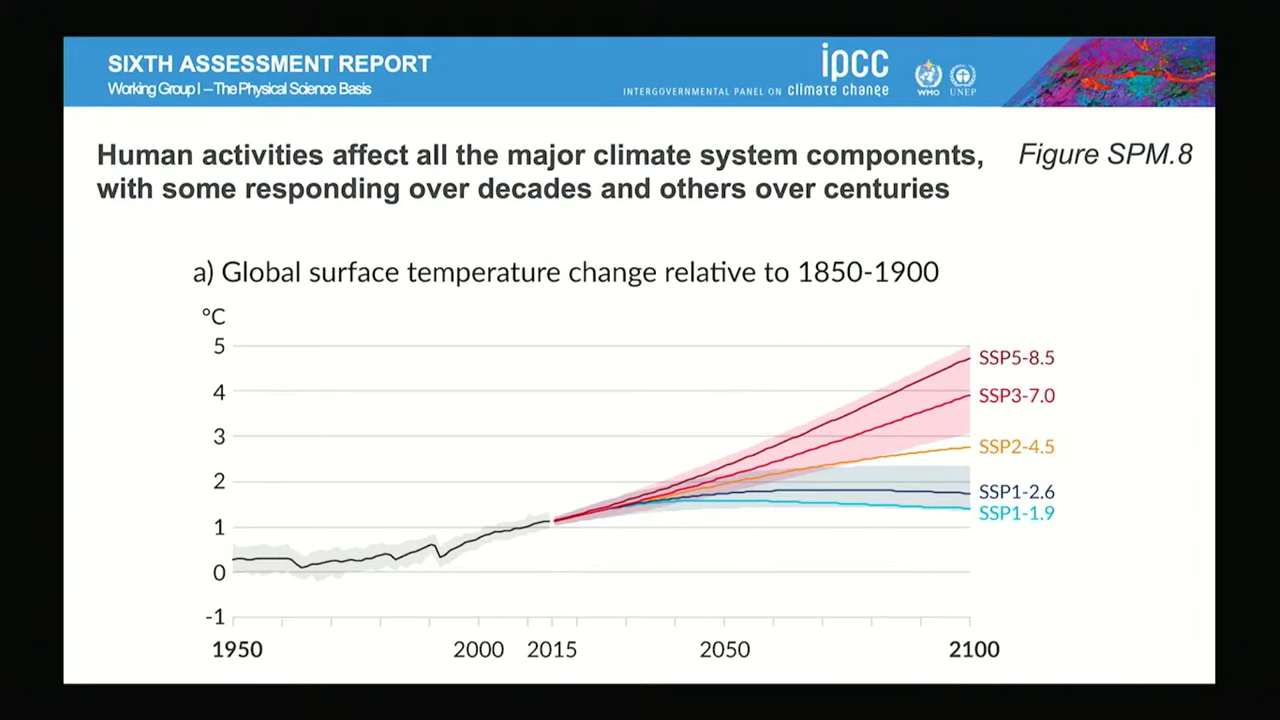 SIXTH ASSESSMENT REPORT
Working Group I – The Physical Science Basis
INTERGOVERNMENTAL PANEL ON
ipcc
climate change
WMO
UNEP
Human activities affect all the major climate system components,
with some responding over decades and others over centuries
Figure SPM.8
a) Global surface temperature change relative to 1850-1900
°C
5
4
3
2
1
0
-1
SSP5-8.5
SSP3-7.0
SSP2-4.5
SSP1-2.6
SSP1-1.9
1950 2000 2015 2050 2100